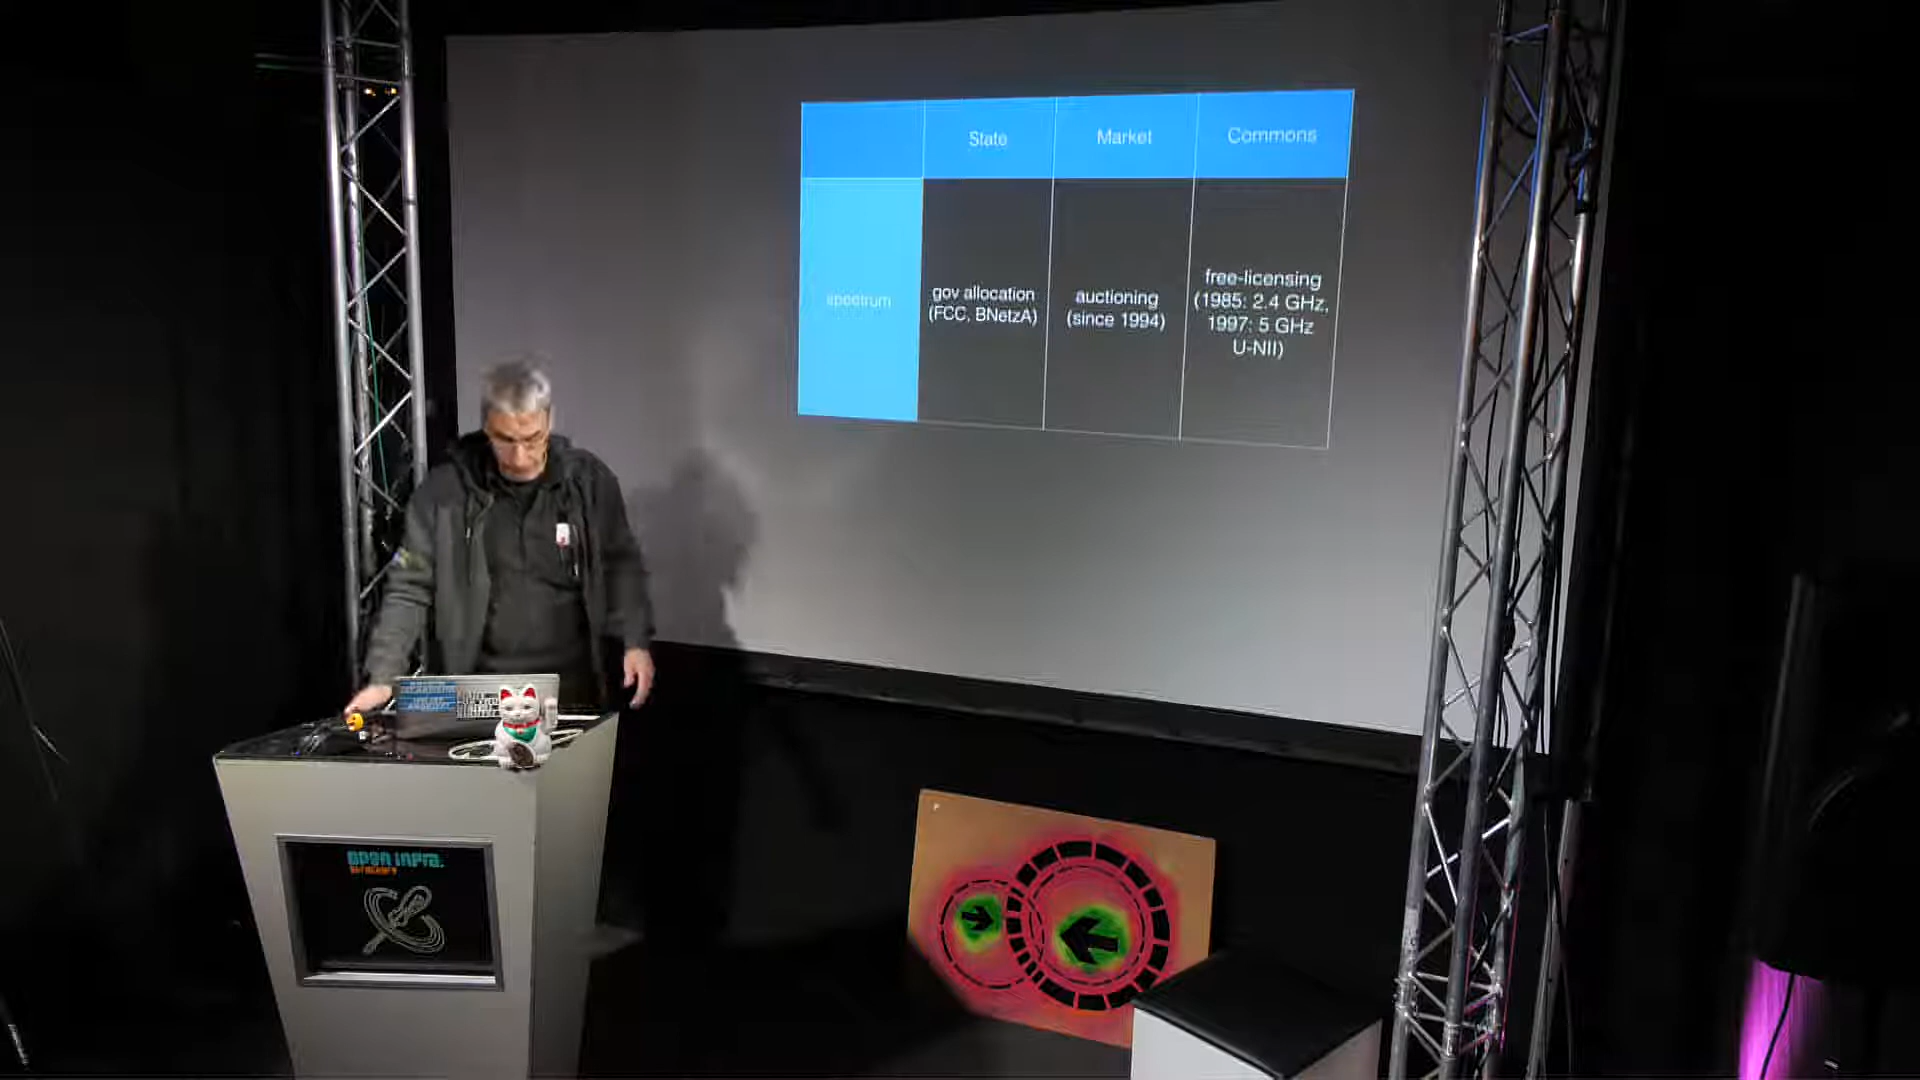 State
Market
Commons
spectrum
gov allocation
(FCC, BNetzA)
auctioning
(since 1994)
free-licensing
(1985: 2.4 GHz,
1997: 5 GHz
U-NII)
open infra.